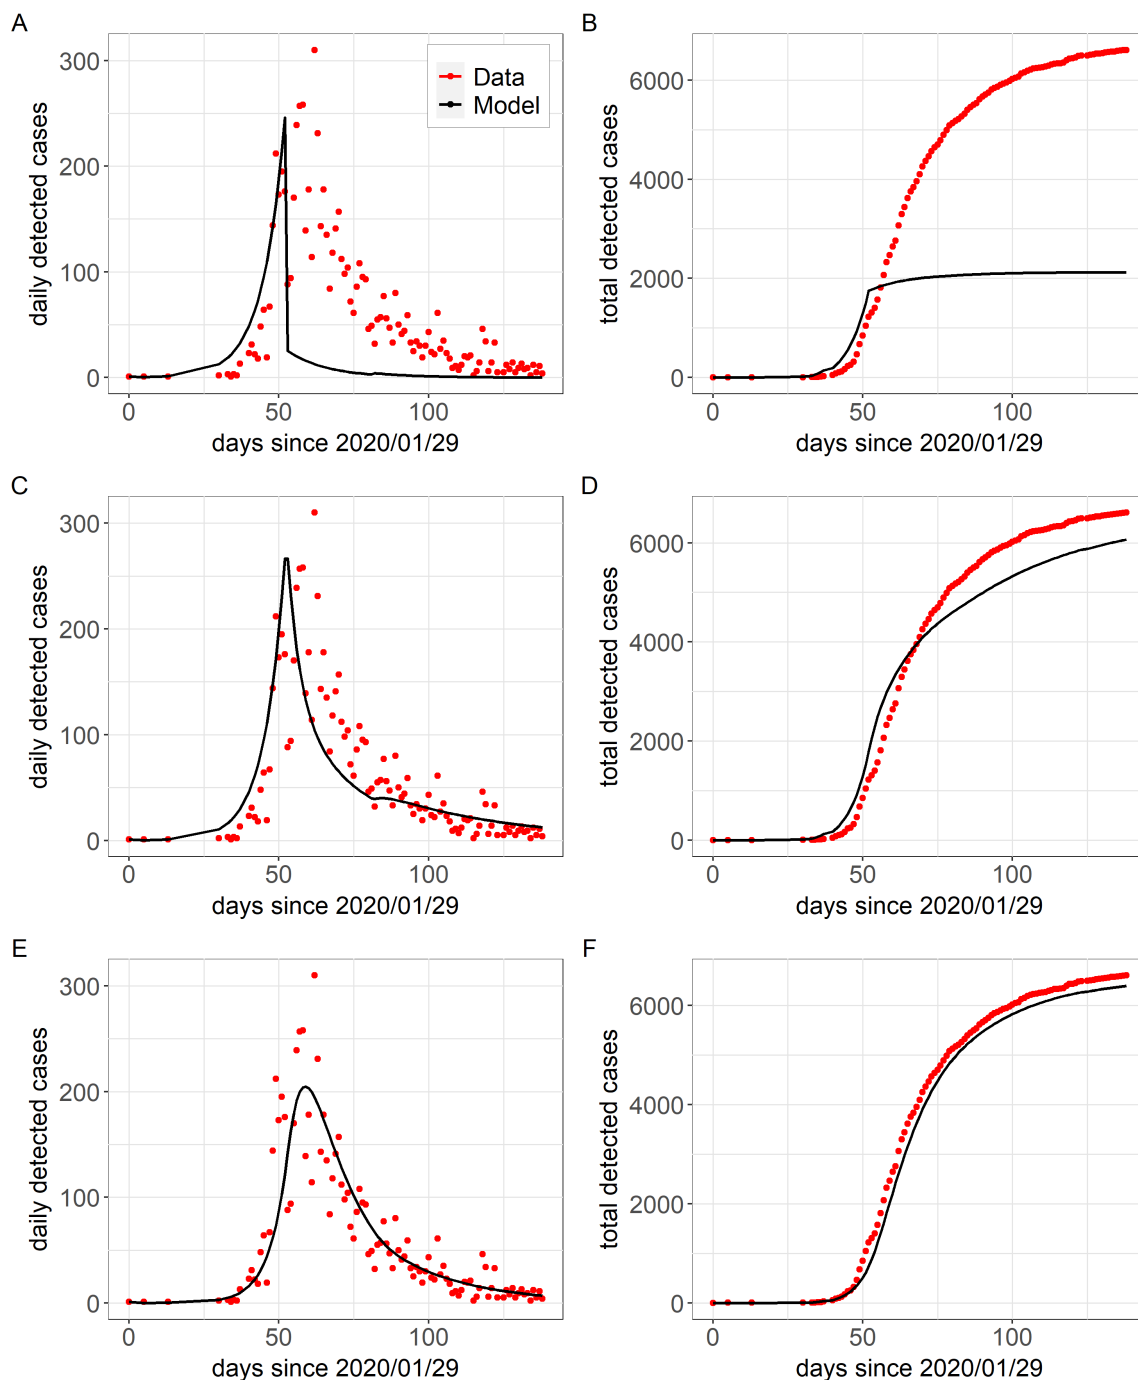 A
daily detected cases
300
200
100
0
Data
Model
0 50 100
days since 2020/01/29
B
total detected cases
6000
4000
2000
0
0 50 100
days since 2020/01/29
C
daily detected cases
300
200
100
0
0 50 100
days since 2020/01/29
D
total detected cases
6000
4000
2000
0
0 50 100
days since 2020/01/29
E
daily detected cases
300
200
100
0
0 50 100
days since 2020/01/29
F
total detected cases
6000
4000
2000
0
0 50 100
days since 2020/01/29